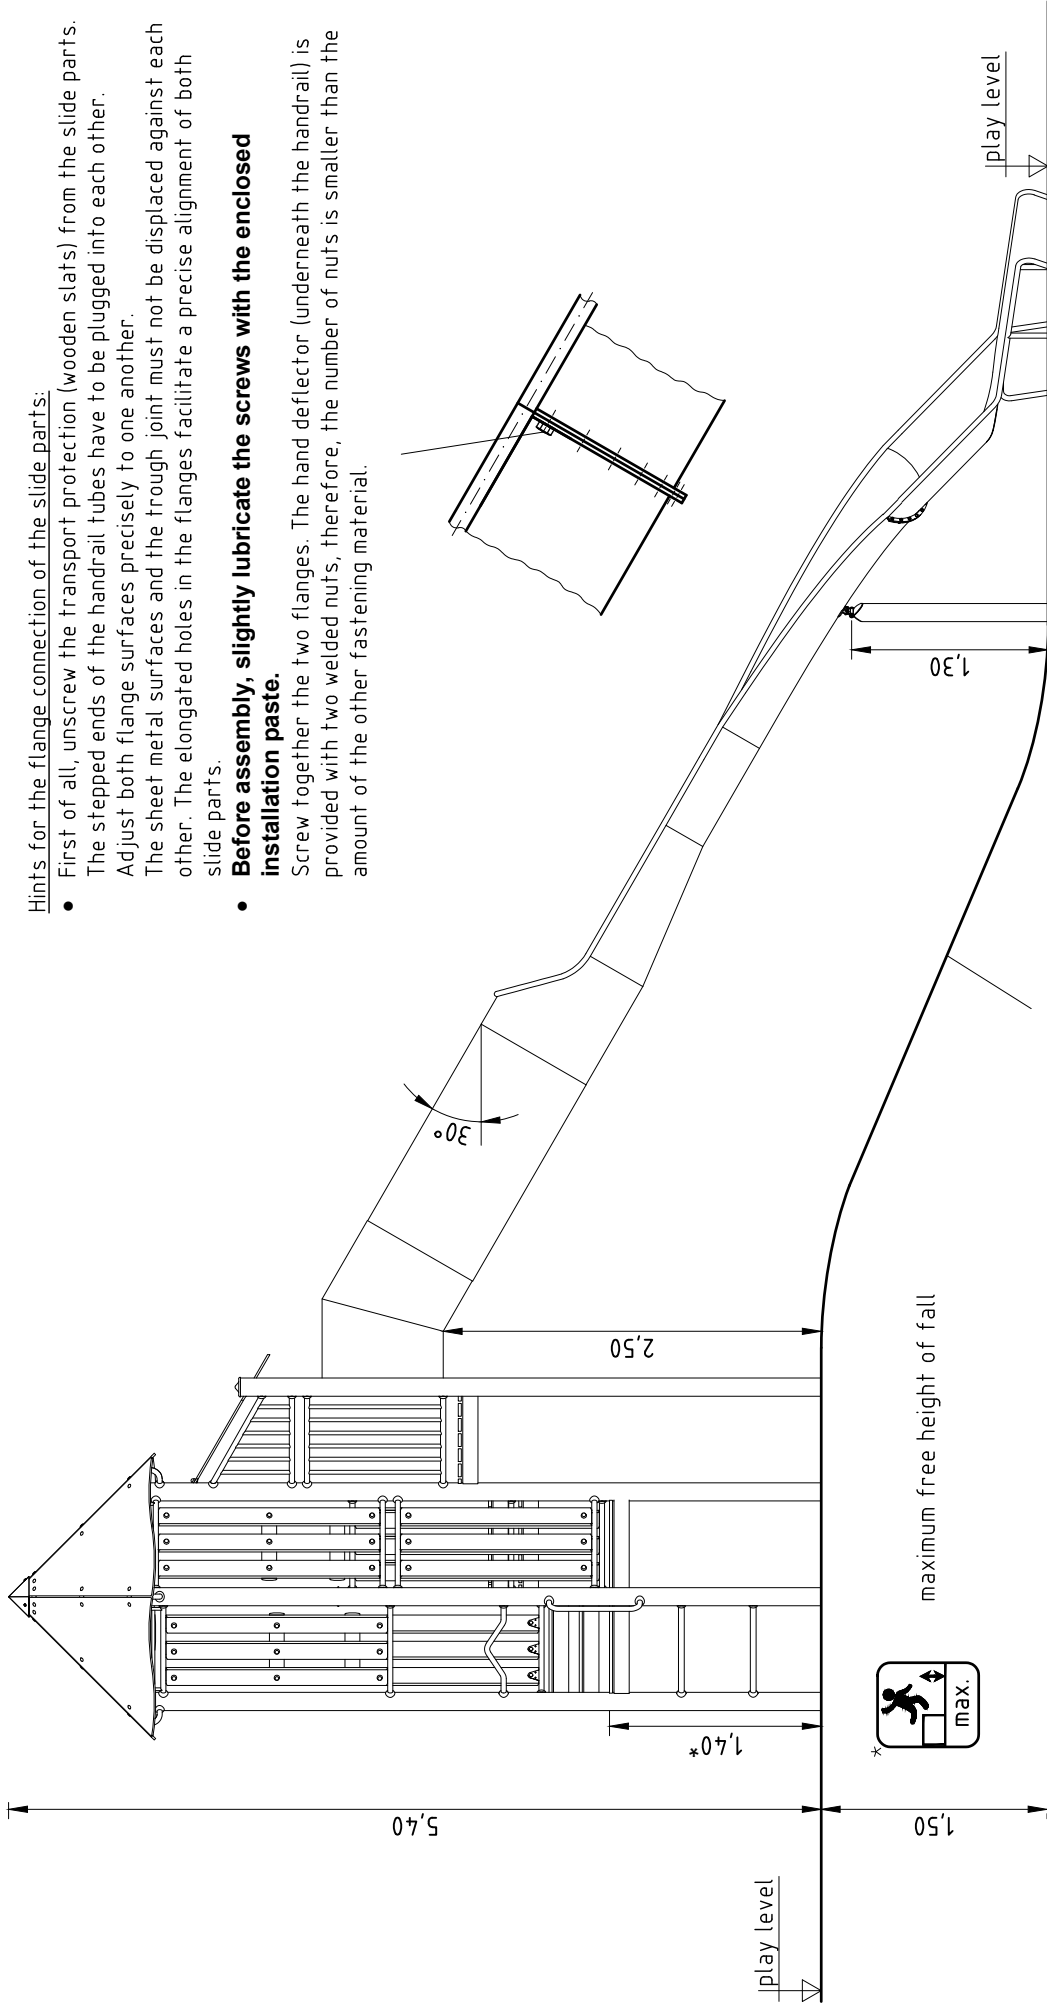 Hints for the flange connection of the slide parts:
• First of all, unscrew the transport protection (wooden slats) from the slide parts.
The stepped ends of the handrail tubes have to be plugged into each other.
Adjust both flange surfaces precisely to one another.
The sheet metal surfaces and the trough joint must not be displaced against each
other. The elongated holes in the flanges facilitate a precise alignment of both
slide parts.
• Before assembly, slightly lubricate the screws with the enclosed
installation paste.
Screw together the two flanges. The hand deflector (underneath the handrail) is
provided with two welded nuts, therefore, the number of nuts is smaller than the
amount of the other fastening material.
30°
5,40
1,40*
2,50
1,30
play level
play level
1,50
*
max.
maximum free height of fall